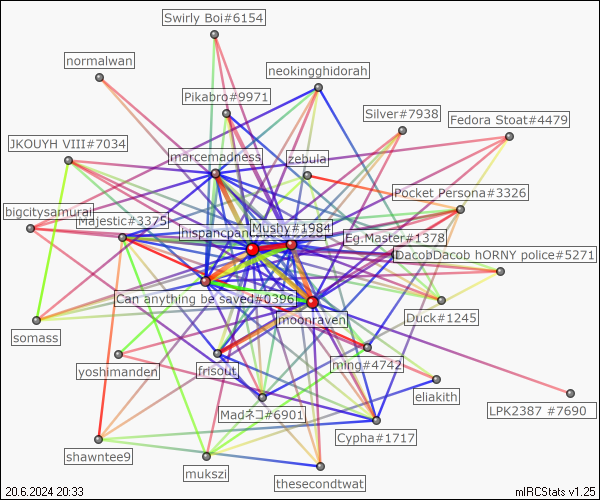 Swirly Boi#6154
normalwan
neokingghidorah
Pikabro#9971
Silver#7938
Fedora Stoat#4479
JKOUYH VIII#7034
marcemadness
zebula
Pocket Persona#3326
bigcitysamurai
Majestic#3375
Mushy#1984
Eg.Master#1378
DacobDacob hORNY police#5271
Can anything be saved#0396
Duck#1245
moonraven
somass
yoshimanden
frisout
ming#4742
eliakith
Madネコ#6901
LPK2387 #7690
Cypha#1717
shawntee9
mukszi
thesecondtwat
20.6.2024 20:33
mIRCStats v1.25